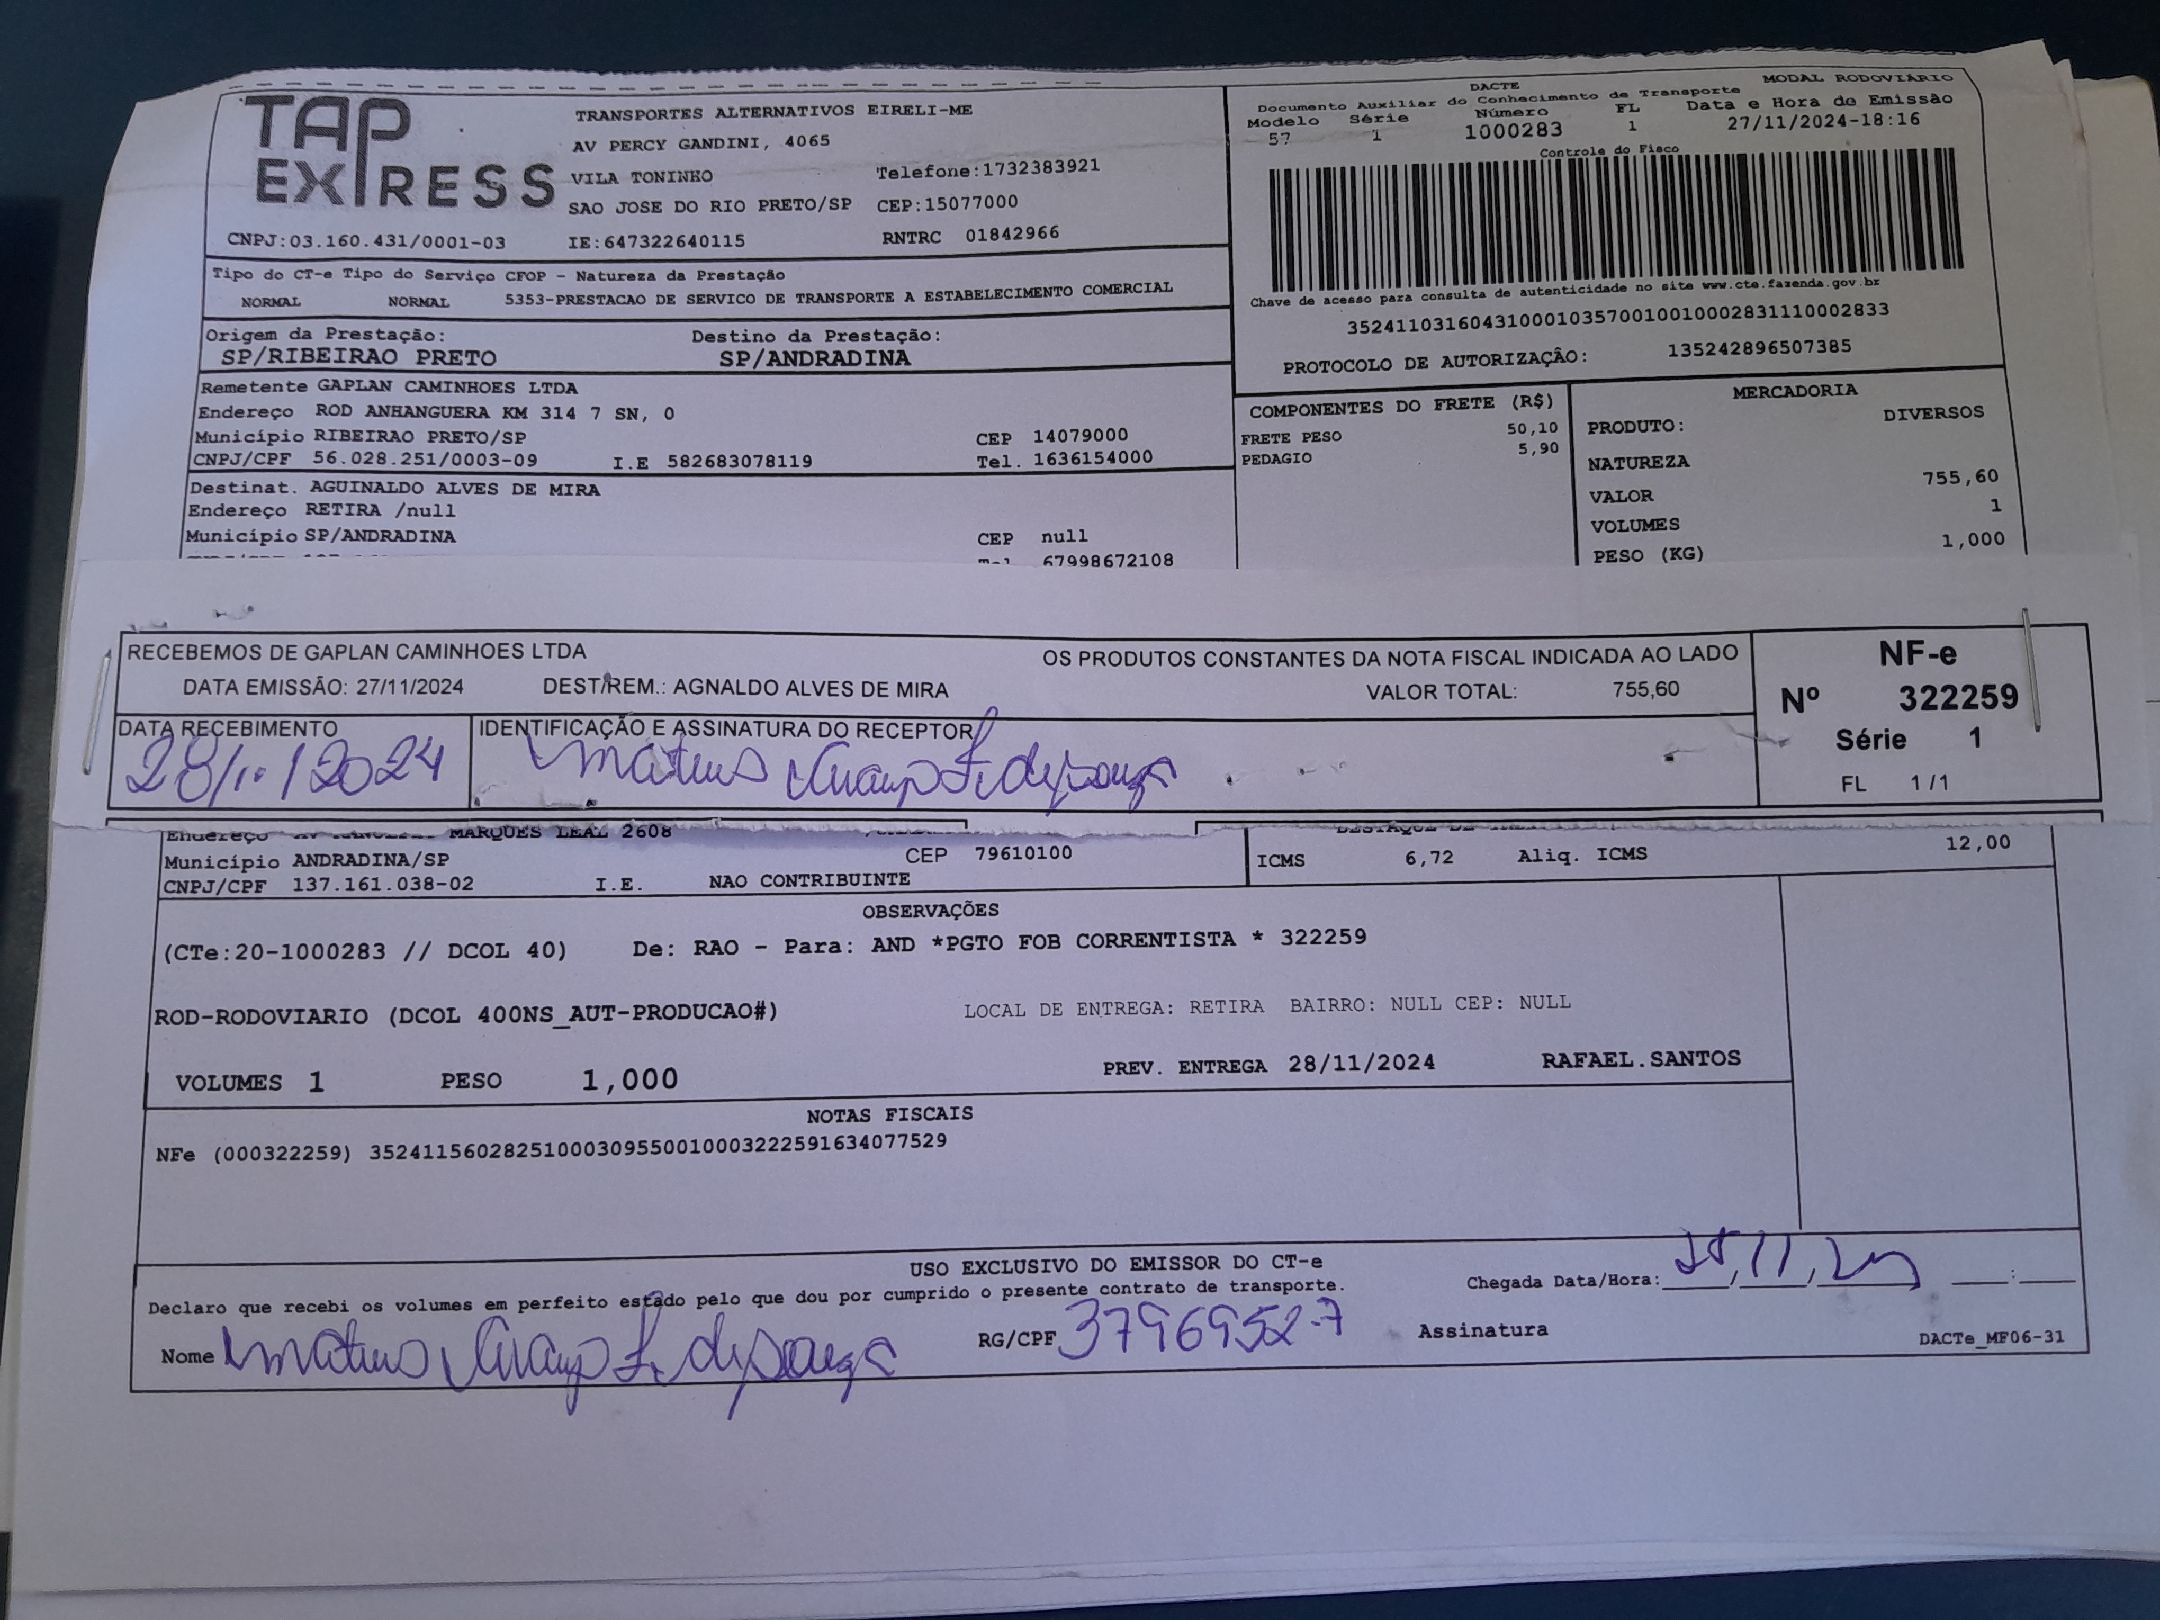 TAP EXPRESS
TRANSPORTES ALTERNATIVOS EIRELI-ME
AV PERCY GANDINI, 4065
VILA TONINHO Telefone:1732383921
SAO JOSE DO RIO PRETO/SP CEP:15077000
CNPJ:03.160.431/0001-03 IE:647322640115 RNTRC 01842966
DACTE MODAL RODOVIÁRIO
Documento Auxiliar do Conhecimento de Transporte
Modelo Série Número FL Data e Hora de Emissão
57 1 1000283 1 27/11/2024-18:16
Controle do Fisco
Chave de acesso para consulta de autenticidade no site www.cte.fazenda.gov.br
35241103160431000103570010010002831110002833
PROTOCOLO DE AUTORIZAÇÃO: 135242896507385
Tipo do CT-e Tipo do Serviço CFOP - Natureza da Prestação
NORMAL NORMAL 5353-PRESTACAO DE SERVICO DE TRANSPORTE A ESTABELECIMENTO COMERCIAL
Origem da Prestação: Destino da Prestação:
SP/RIBEIRAO PRETO SP/ANDRADINA
Remetente GAPLAN CAMINHOES LTDA
Endereço ROD ANHANGUERA KM 314 7 SN, 0
Município RIBEIRAO PRETO/SP CEP 14079000
CNPJ/CPF 56.028.251/0003-09 I.E 582683078119 Tel. 1636154000
Destinat. AGUINALDO ALVES DE MIRA
Endereço RETIRA /null
Município SP/ANDRADINA CEP null
67998672108
COMPONENTES DO FRETE (R$)
FRETE PESO 50,10
PEDAGIO 5,90
MERCADORIA
PRODUTO: DIVERSOS
NATUREZA
VALOR 755,60
VOLUMES 1
PESO (KG) 1,000
RECEBEMOS DE GAPLAN CAMINHOES LTDA OS PRODUTOS CONSTANTES DA NOTA FISCAL INDICADA AO LADO
DATA EMISSÃO: 27/11/2024 DEST/REM.: AGNALDO ALVES DE MIRA VALOR TOTAL: 755,60
DATA RECEBIMENTO IDENTIFICAÇÃO E ASSINATURA DO RECEPTOR
28/11/2024 Mateus
NF-e
Nº 322259
Série 1
FL 1/1
Endereço MARQUES LEAL 2608
Município ANDRADINA/SP CEP 79610100
CNPJ/CPF 137.161.038-02 I.E. NAO CONTRIBUINTE
ICMS 6,72 Aliq. ICMS 12,00
OBSERVAÇÕES
(CTe:20-1000283 // DCOL 40) De: RAO - Para: AND *PGTO FOB CORRENTISTA * 322259
ROD-RODOVIARIO (DCOL 400NS_AUT-PRODUCAO#) LOCAL DE ENTREGA: RETIRA BAIRRO: NULL CEP: NULL
VOLUMES 1 PESO 1,000 PREV. ENTREGA 28/11/2024 RAFAEL.SANTOS
NOTAS FISCAIS
NFe (000322259) 35241156028251000309550010003222591634077529
USO EXCLUSIVO DO EMISSOR DO CT-e
Declaro que recebi os volumes em perfeito estado pelo que dou por cumprido o presente contrato de transporte. Chegada Data/Hora:
Nome Mateus RG/CPF 3796952-7 Assinatura DACTe_MF06-31